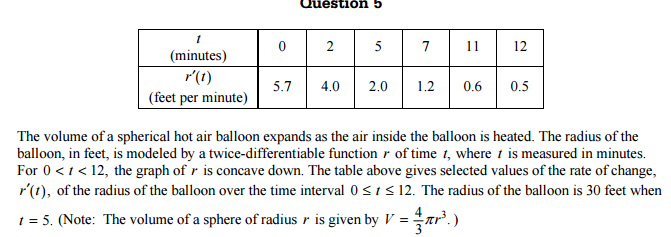 Question 5
t
(minutes) 0 2 5 7 11 12
r′(t)
(feet per minute) 5.7 4.0 2.0 1.2 0.6 0.5
The volume of a spherical hot air balloon expands as the air inside the balloon is heated. The radius of the
balloon, in feet, is modeled by a twice-differentiable function r of time t, where t is measured in minutes.
For 0 < t < 12, the graph of r is concave down. The table above gives selected values of the rate of change,
r′(t), of the radius of the balloon over the time interval 0 ≤ t ≤ 12. The radius of the balloon is 30 feet when
t = 5. (Note: The volume of a sphere of radius r is given by V = 4/3 πr³.)